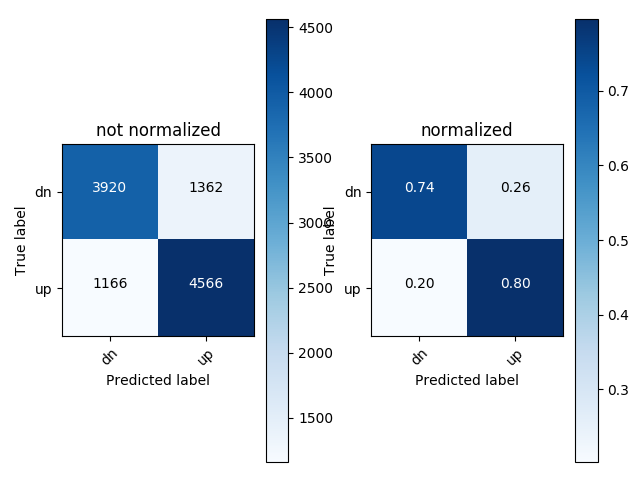 not normalized
dn
up
True label
3920 1362
1166 4566
dn up
Predicted label
4500
4000
3500
3000
2500
2000
1500
normalized
dn
up
True label
0.74 0.26
0.20 0.80
dn up
Predicted label
0.7
0.6
0.5
0.4
0.3